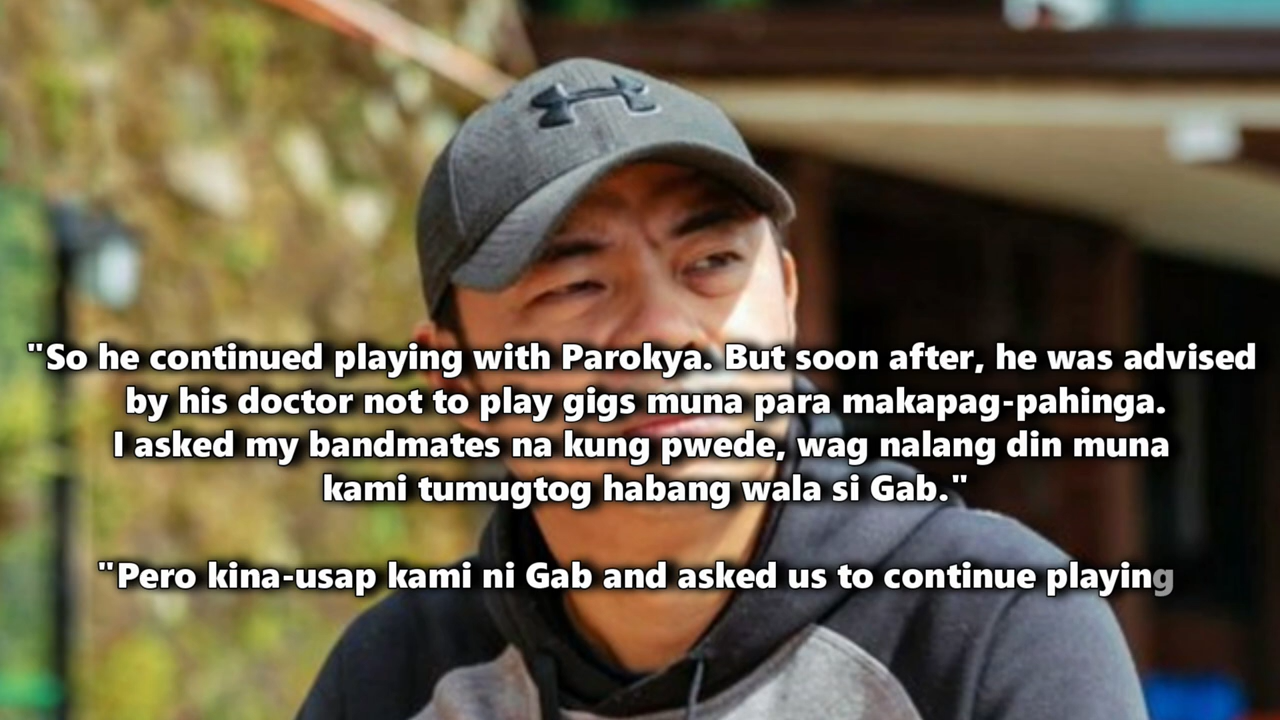 "So he continued playing with Parokya. But soon after, he was advised
by his doctor not to play gigs muna para makapag-pahinga.
I asked my bandmates na kung pwede, wag nalang din muna
kami tumugtog habang wala si Gab."
"Pero kina-usap kami ni Gab and asked us to continue playing